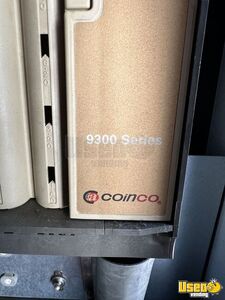 9300 Series
COINCO
Used
vending